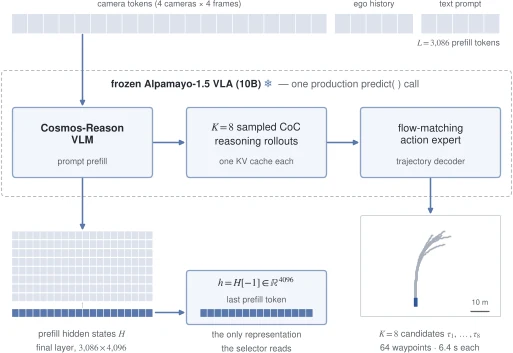 camera tokens (4 cameras × 4 frames)
ego history
text prompt
L=3,086 prefill tokens
frozen Alpamayo-1.5 VLA (10B) ❄ — one production predict( ) call
Cosmos-Reason
VLM
prompt prefill
K=8 sampled CoC
reasoning rollouts
one KV cache each
flow-matching
action expert
trajectory decoder
⋮
h=H[−1]∈ℝ⁴⁰⁹⁶
last prefill token
10 m
prefill hidden states H
final layer, 3,086×4,096
the only representation
the selector reads
K=8 candidates τ₁, …, τ₈
64 waypoints · 6.4 s each